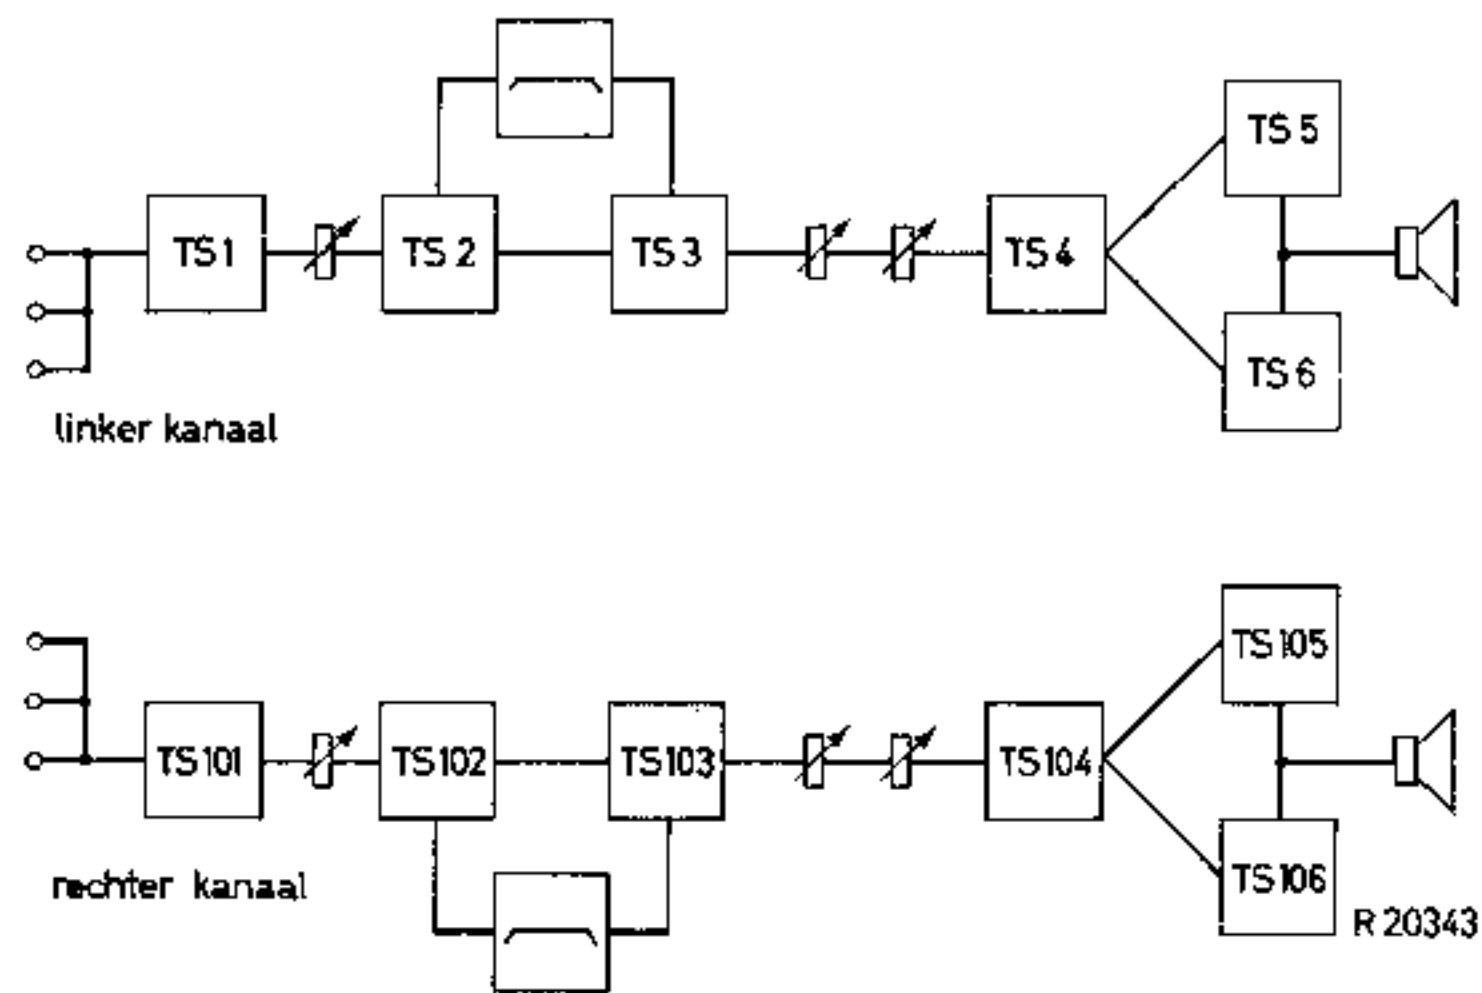 TS 5
TS 1
TS 2
TS 3
TS 4
TS 6
linker kanaal
TS 105
TS 101
TS 102
TS 103
TS 104
TS 106
rechter kanaal
R 20343